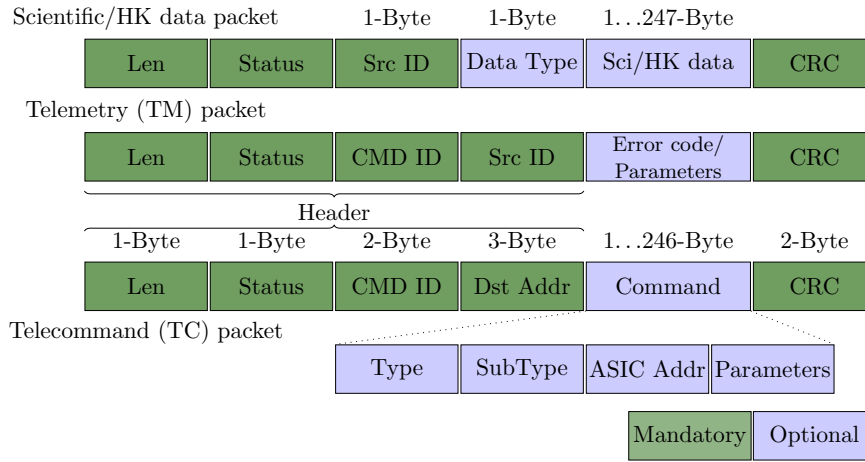 Scientific/HK data packet 1-Byte 1-Byte 1...247-Byte
Len Status Src ID Data Type Sci/HK data CRC
Telemetry (TM) packet
Len Status CMD ID Src ID Error code/
Parameters CRC
Header
1-Byte 1-Byte 2-Byte 3-Byte 1...246-Byte 2-Byte
Len Status CMD ID Dst Addr Command CRC
Telecommand (TC) packet
Type SubType ASIC Addr Parameters
Mandatory Optional